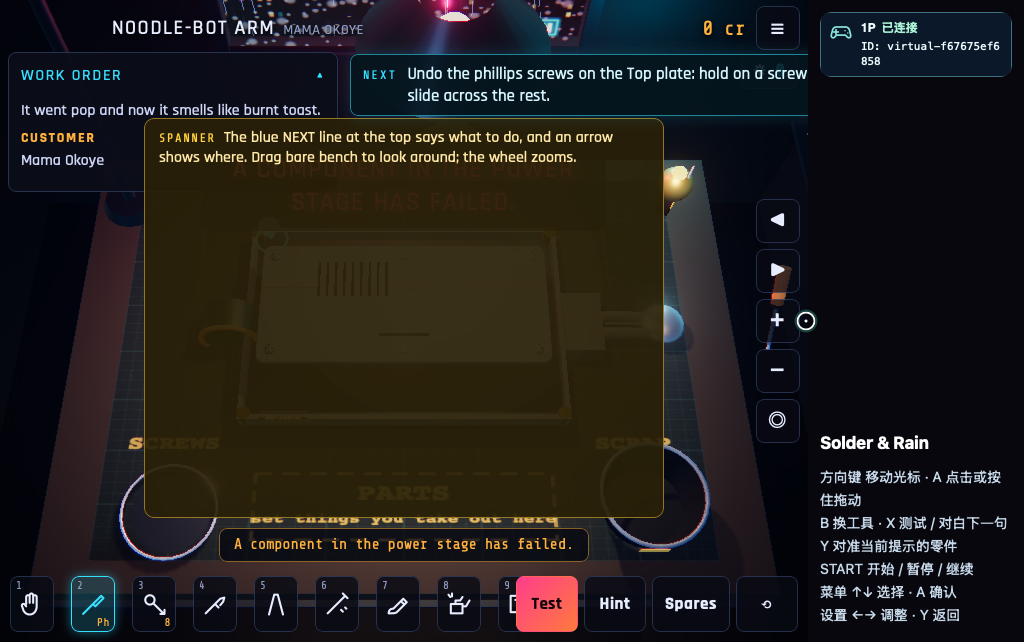 NOODLE-BOT ARM MAMA OKOYE
0 cr
WORK ORDER
It went pop and now it smells like burnt toast.
CUSTOMER
Mama Okoye
NEXT Undo the phillips screws on the Top plate: hold on a screw
slide across the rest.
SPANNER The blue NEXT line at the top says what to do, and an arrow
shows where. Drag bare bench to look around; the wheel zooms.
A COMPONENT IN THE POWER
STAGE HAS FAILED.
SCREWS
SCRAP
PARTS
set things you take out here
A component in the power stage has failed.
1
2
Ph
3
8
4
5
6
7
8
9
Test
Hint
Spares
1P 已连接
ID: virtual-f67675ef6
858
Solder & Rain
方向键 移动光标 · A 点击或按
住拖动
B 换工具 · X 测试 / 对白下一句
Y 对准当前提示的零件
START 开始 / 暂停 / 继续
菜单 ↑↓ 选择 · A 确认
设置 ←→ 调整 · Y 返回